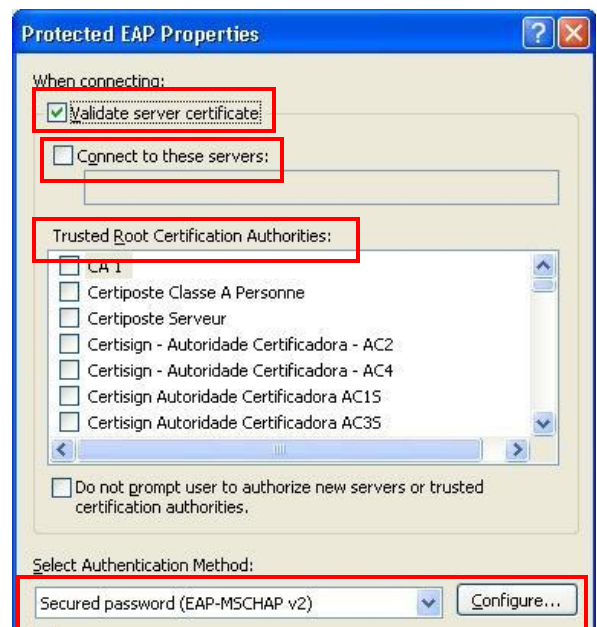 Protected EAP Properties
When connecting:
Validate server certificate
Connect to these servers:
Trusted Root Certification Authorities:
CA 1
Certiposte Classe A Personne
Certiposte Serveur
Certisign - Autoridade Certificadora - AC2
Certisign - Autoridade Certificadora - AC4
Certisign Autoridade Certificadora AC1S
Certisign Autoridade Certificadora AC3S
Do not prompt user to authorize new servers or trusted
certification authorities.
Select Authentication Method:
Secured password (EAP-MSCHAP v2) Configure...